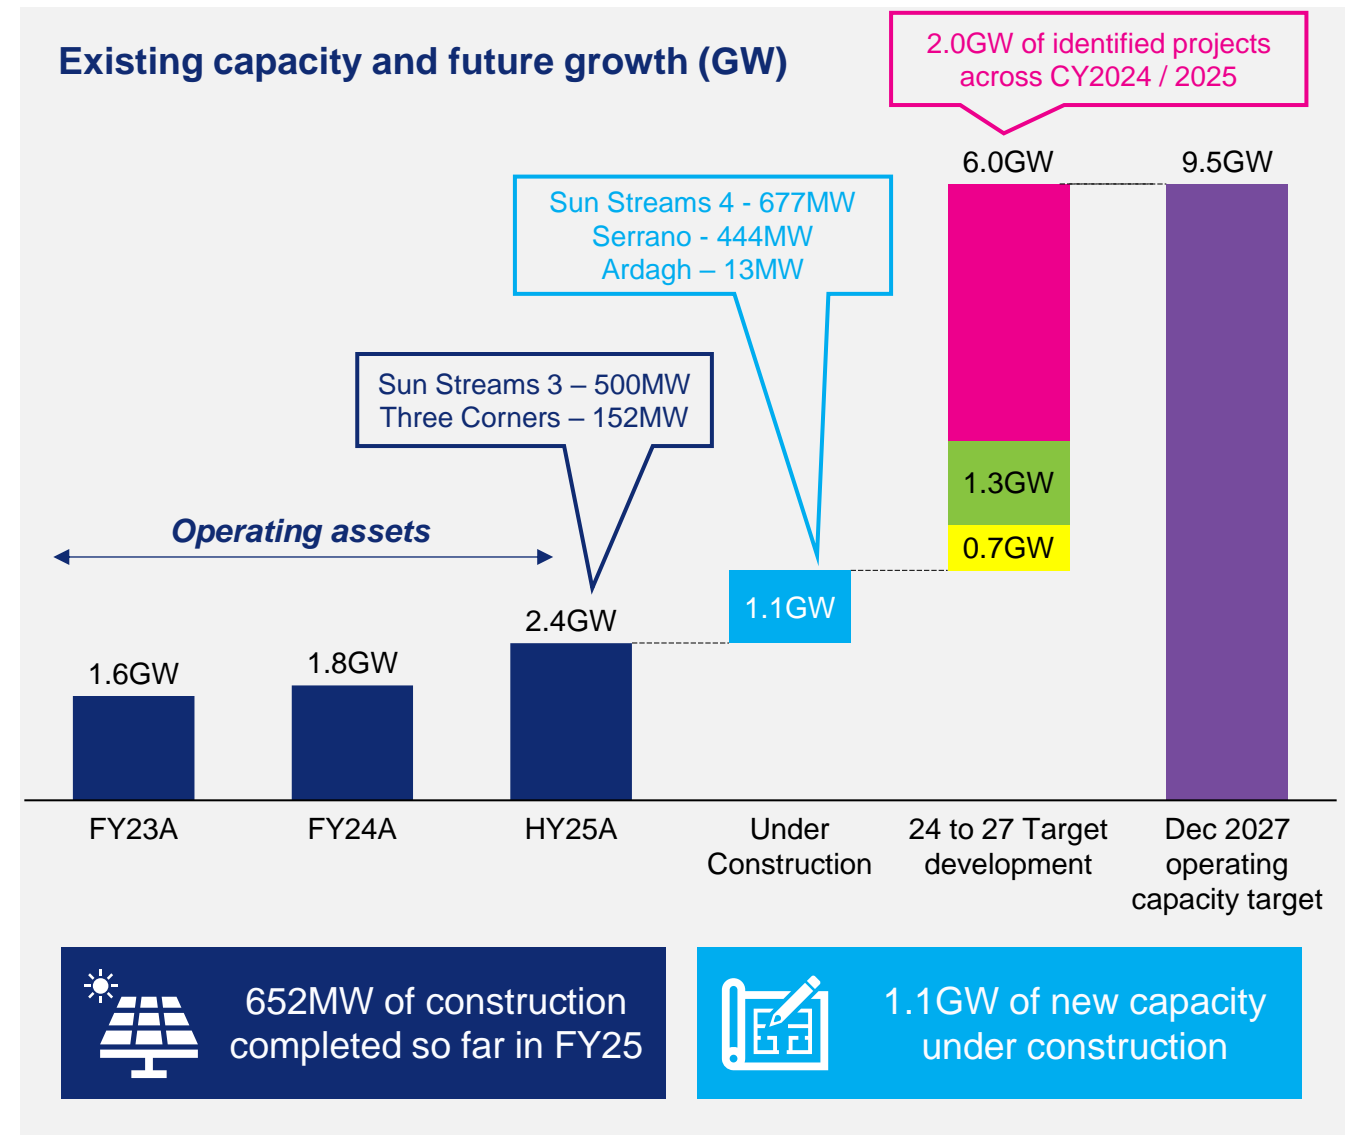 Existing capacity and future growth (GW)
2.0GW of identified projects
across CY2024 / 2025
6.0GW
9.5GW
Sun Streams 4 - 677MW
Serrano - 444MW
Ardagh – 13MW
Sun Streams 3 – 500MW
Three Corners – 152MW
1.3GW
Operating assets
0.7GW
1.1GW
2.4GW
1.8GW
1.6GW
FY23A
FY24A
HY25A
Under
Construction
24 to 27 Target
development
Dec 2027
operating
capacity target
652MW of construction
completed so far in FY25
1.1GW of new capacity
under construction